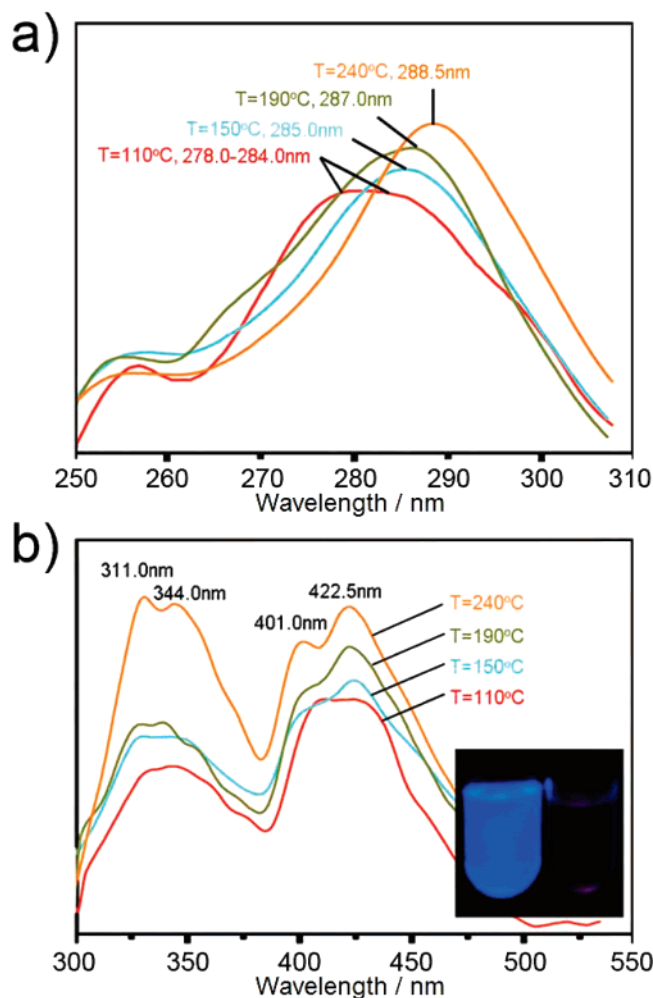 a)
T=240°C, 288.5nm
T=190°C, 287.0nm
T=150°C, 285.0nm
T=110°C, 278.0-284.0nm
250 260 270 280 290 300 310
Wavelength / nm
b)
311.0nm
344.0nm
401.0nm
422.5nm
T=240°C
T=190°C
T=150°C
T=110°C
300 350 400 450 500 550
Wavelength / nm